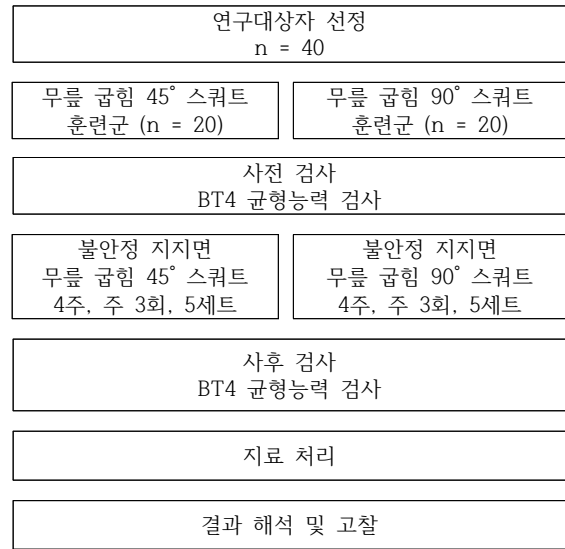 연구대상자 선정
n = 40
무릎 굽힘 45˚ 스쿼트
훈련군 (n = 20)
무릎 굽힘 90˚ 스쿼트
훈련군 (n = 20)
사전 검사
BT4 균형능력 검사
불안정 지지면
무릎 굽힘 45˚ 스쿼트
4주, 주 3회, 5세트
불안정 지지면
무릎 굽힘 90˚ 스쿼트
4주, 주 3회, 5세트
사후 검사
BT4 균형능력 검사
지료 처리
결과 해석 및 고찰